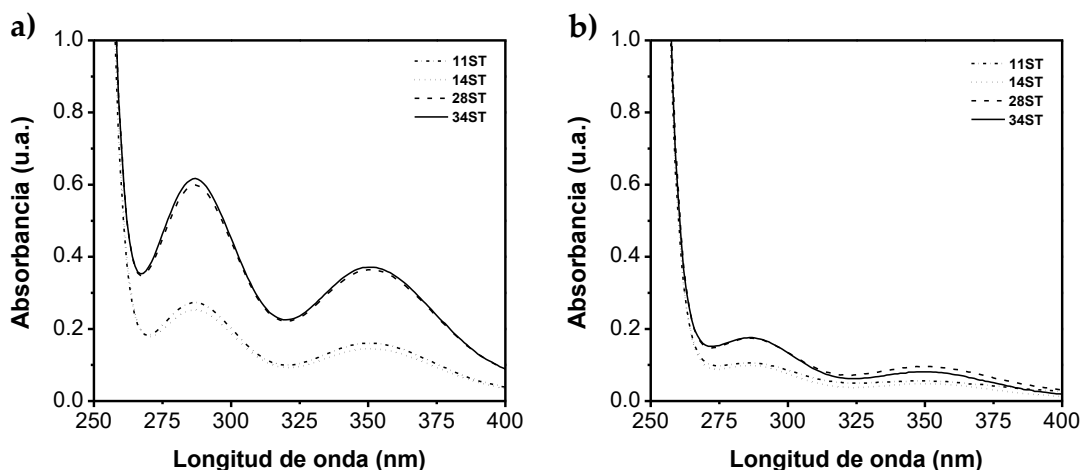 a)
1.0
0.8
0.6
0.4
0.2
0.0
Absorbancia (u.a.)
11ST
14ST
28ST
34ST
250 275 300 325 350 375 400
Longitud de onda (nm)
b)
1.0
0.8
0.6
0.4
0.2
0.0
Absorbancia (u.a.)
11ST
14ST
28ST
34ST
250 275 300 325 350 375 400
Longitud de onda (nm)